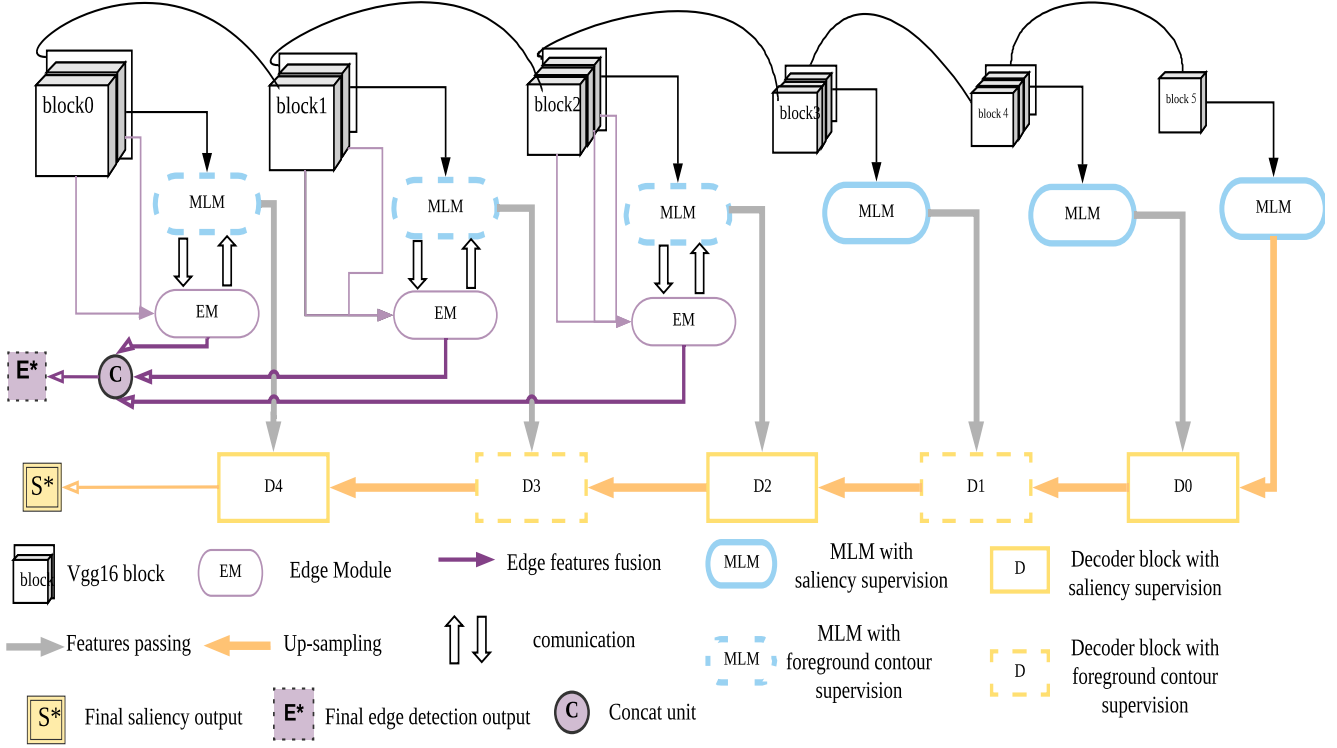 block0
block1
block2
block3
block 4
block 5
MLM
MLM
MLM
MLM
MLM
MLM
EM
EM
EM
E*
C
S*
D4
D3
D2
D1
D0
block
Vgg16 block
EM
Edge Module
Edge features fusion
MLM
MLM with
saliency supervision
D
Decoder block with
saliency supervision
Features passing
Up-sampling
comunication
MLM
MLM with
foreground contour
supervision
D
Decoder block with
foreground contour
supervision
S*
Final saliency output
E*
Final edge detection output
C
Concat unit